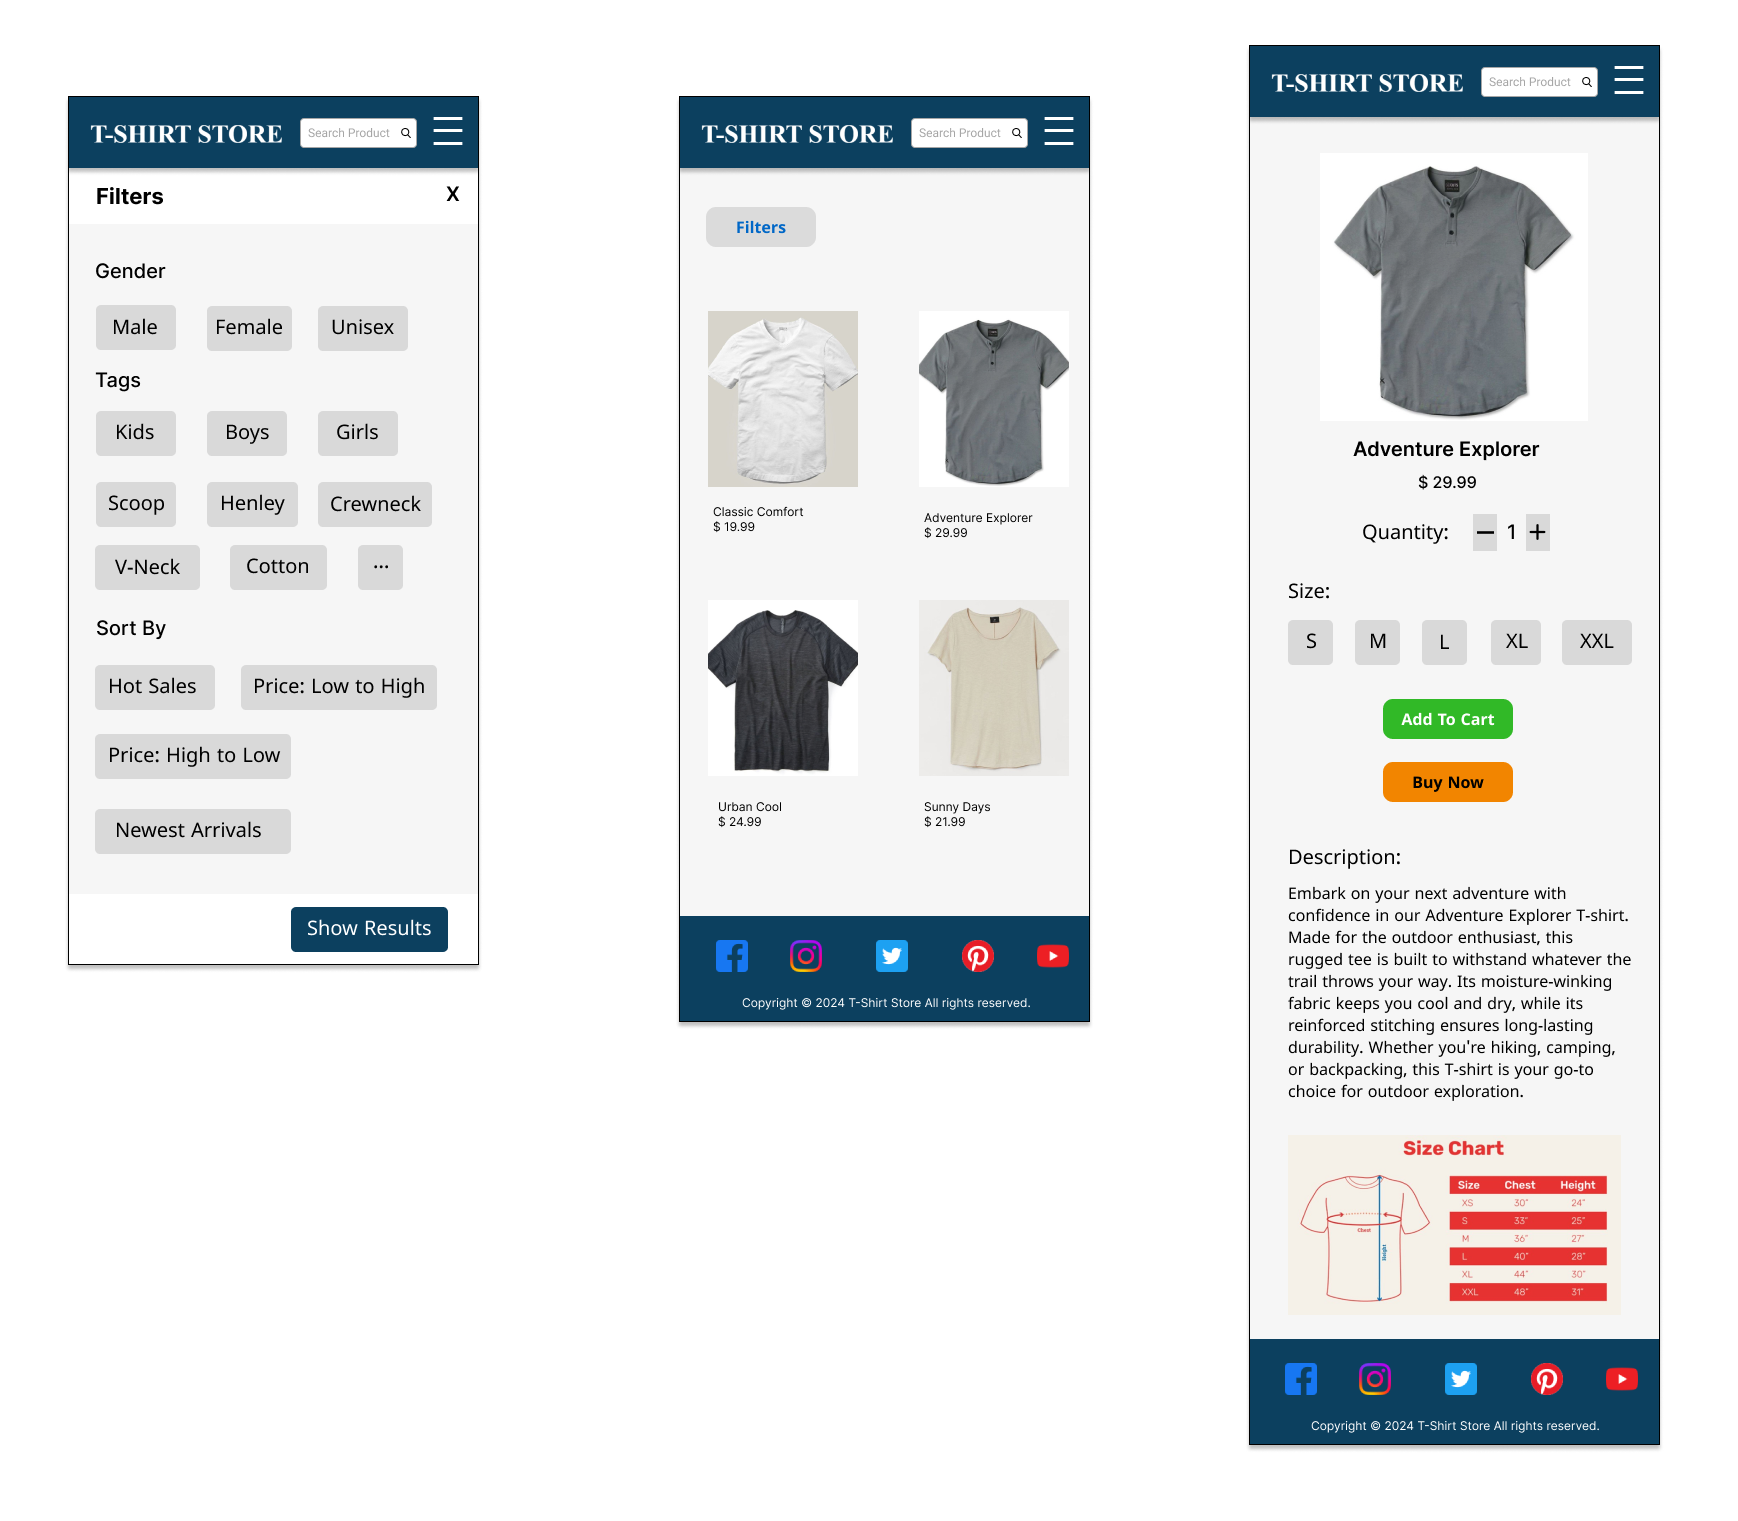 T-SHIRT STORE
Search Product
Filters
X
Gender
Male Female Unisex
Tags
Kids Boys Girls
Scoop Henley Crewneck
V-Neck Cotton ...
Sort By
Hot Sales Price: Low to High
Price: High to Low
Newest Arrivals
Show Results
T-SHIRT STORE
Search Product
Filters
Classic Comfort
$ 19.99
Adventure Explorer
$ 29.99
Urban Cool
$ 24.99
Sunny Days
$ 21.99
Copyright © 2024 T-Shirt Store All rights reserved.
T-SHIRT STORE
Search Product
Adventure Explorer
$ 29.99
Quantity: − 1 +
Size:
S M L XL XXL
Add To Cart
Buy Now
Description:
Embark on your next adventure with
confidence in our Adventure Explorer T-shirt.
Made for the outdoor enthusiast, this
rugged tee is built to withstand whatever the
trail throws your way. Its moisture-winking
fabric keeps you cool and dry, while its
reinforced stitching ensures long-lasting
durability. Whether you're hiking, camping,
or backpacking, this T-shirt is your go-to
choice for outdoor exploration.
Size Chart
Chest
Height
Size Chest Height
XS 30" 24"
S 33" 25"
M 36" 27"
L 40" 28"
XL 44" 30"
XXL 48" 31"
Copyright © 2024 T-Shirt Store All rights reserved.